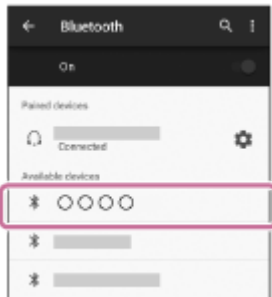 Bluetooth
On
Paired devices
Connected
Available devices
○○○○